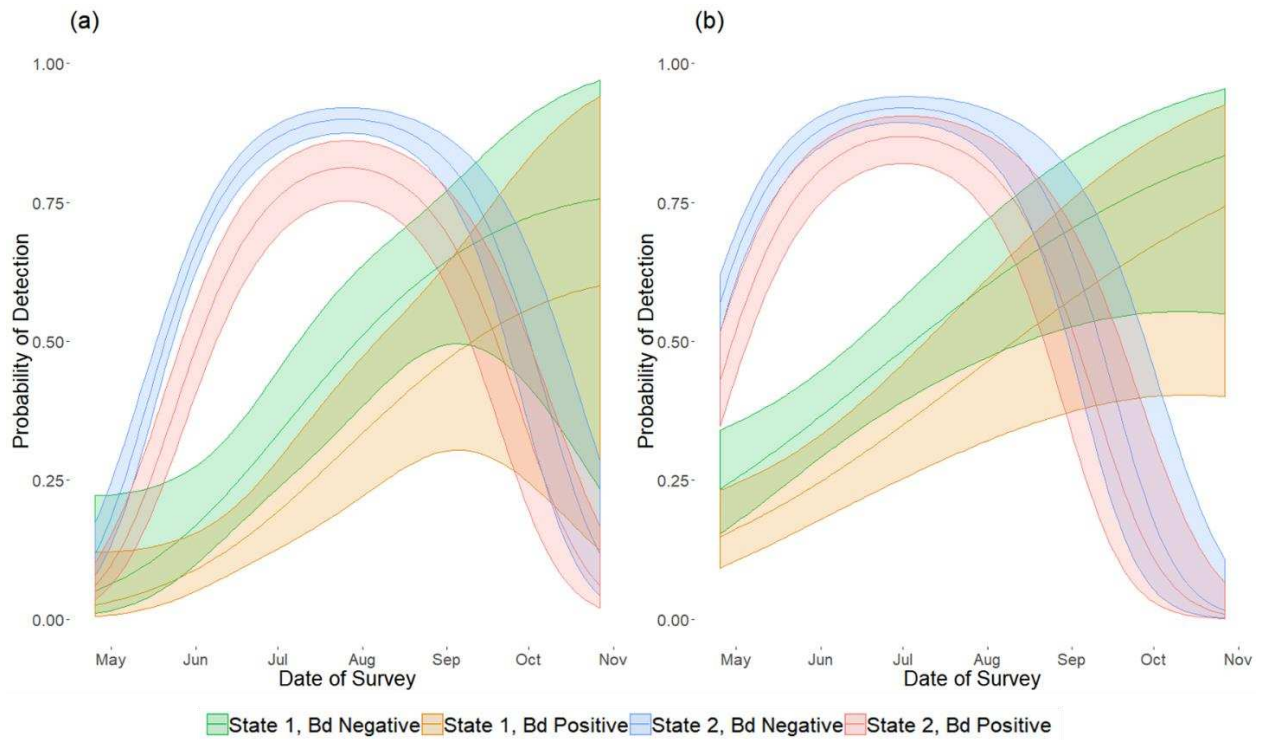 (a)
(b)
Probability of Detection
1.00
0.75
0.50
0.25
0.00
May Jun Jul Aug Sep Oct Nov
Date of Survey
Probability of Detection
1.00
0.75
0.50
0.25
0.00
May Jun Jul Aug Sep Oct Nov
Date of Survey
State 1, Bd Negative State 1, Bd Positive State 2, Bd Negative State 2, Bd Positive